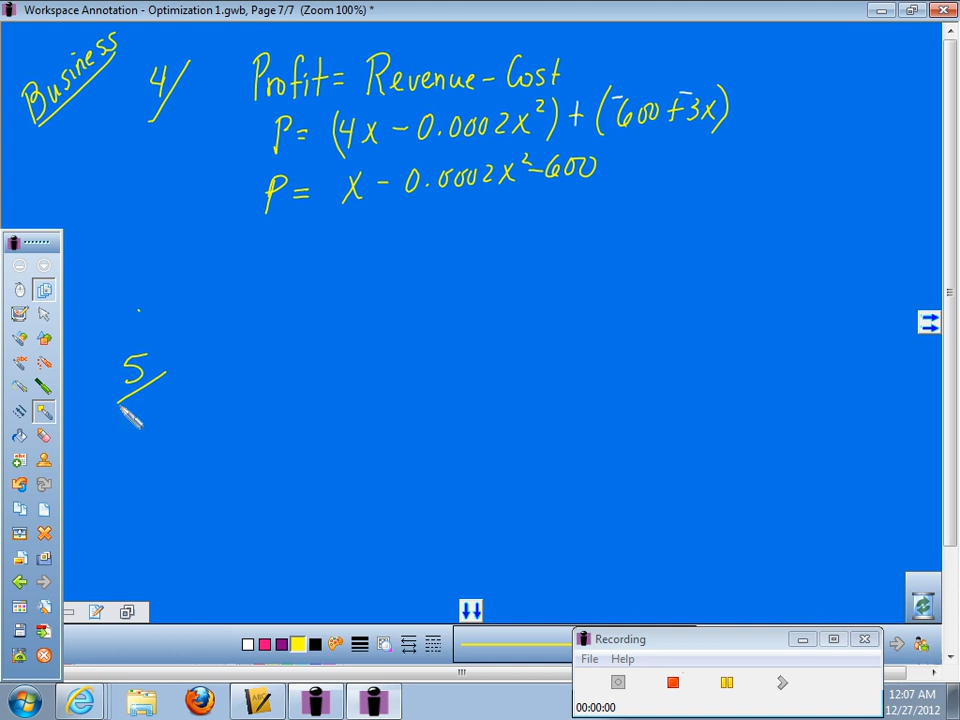 Workspace Annotation - Optimization 1.gwb, Page 7/7 (Zoom 100%) *
Business
4/ Profit = Revenue - Cost
P = (4x - 0.0002x²) + (⁻600 + ⁻3x)
P = x - 0.0002x² - 600
5
Recording
File Help
00:00:00
12:07 AM
12/27/2012